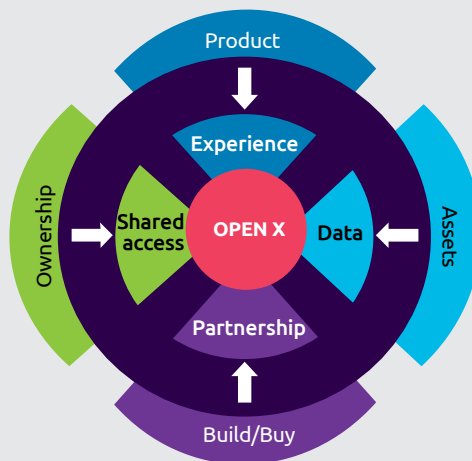 Product
Experience
Ownership
Shared
access
OPEN X
Data
Assets
Partnership
Build/Buy